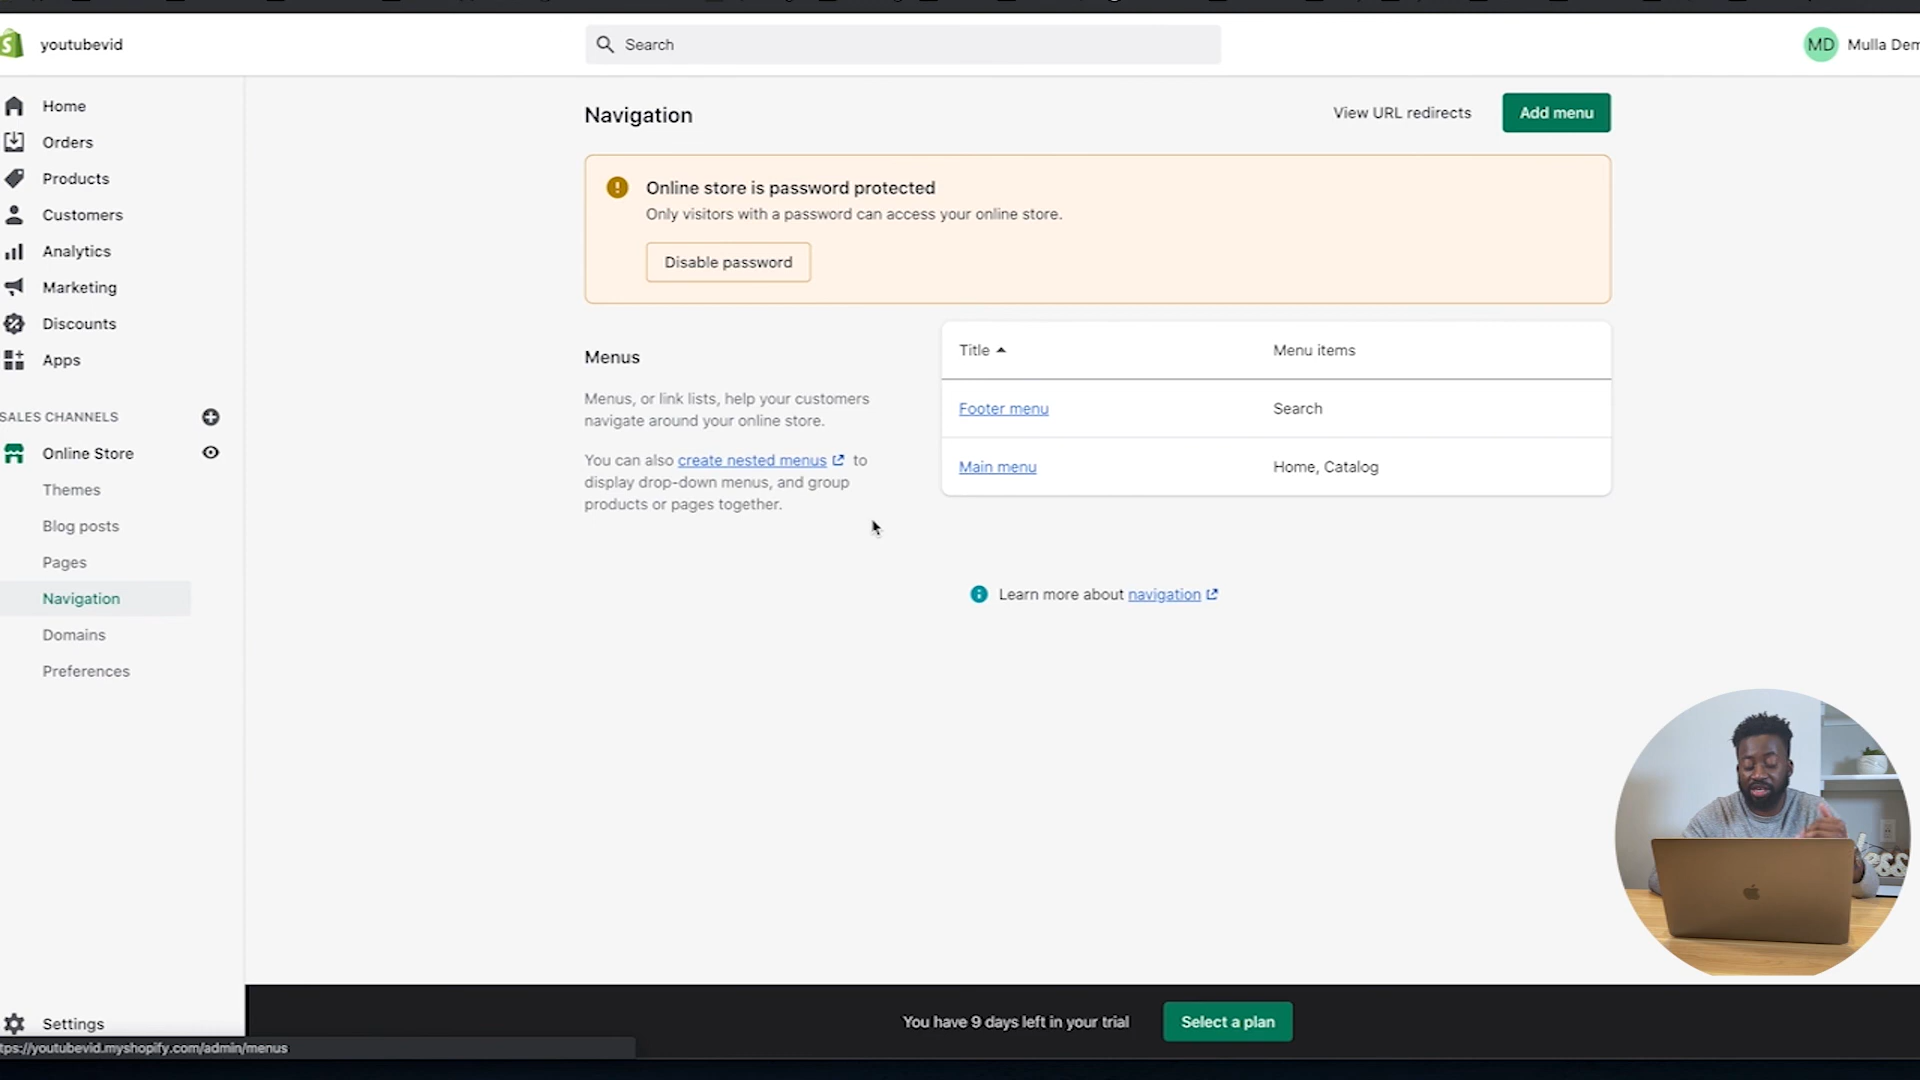 youtubevid
Search
MD
Mulla Dem
Home
Orders
Products
Customers
Analytics
Marketing
Discounts
Apps
SALES CHANNELS
Online Store
Themes
Blog posts
Pages
Navigation
Domains
Preferences
Settings
Navigation
View URL redirects
Add menu
Online store is password protected
Only visitors with a password can access your online store.
Disable password
Menus
Menus, or link lists, help your customers
navigate around your online store.
You can also create nested menus to
display drop-down menus, and group
products or pages together.
Title
Menu items
Footer menu
Search
Main menu
Home, Catalog
Learn more about navigation
You have 9 days left in your trial
Select a plan
tps://youtubevid.myshopify.com/admin/menus